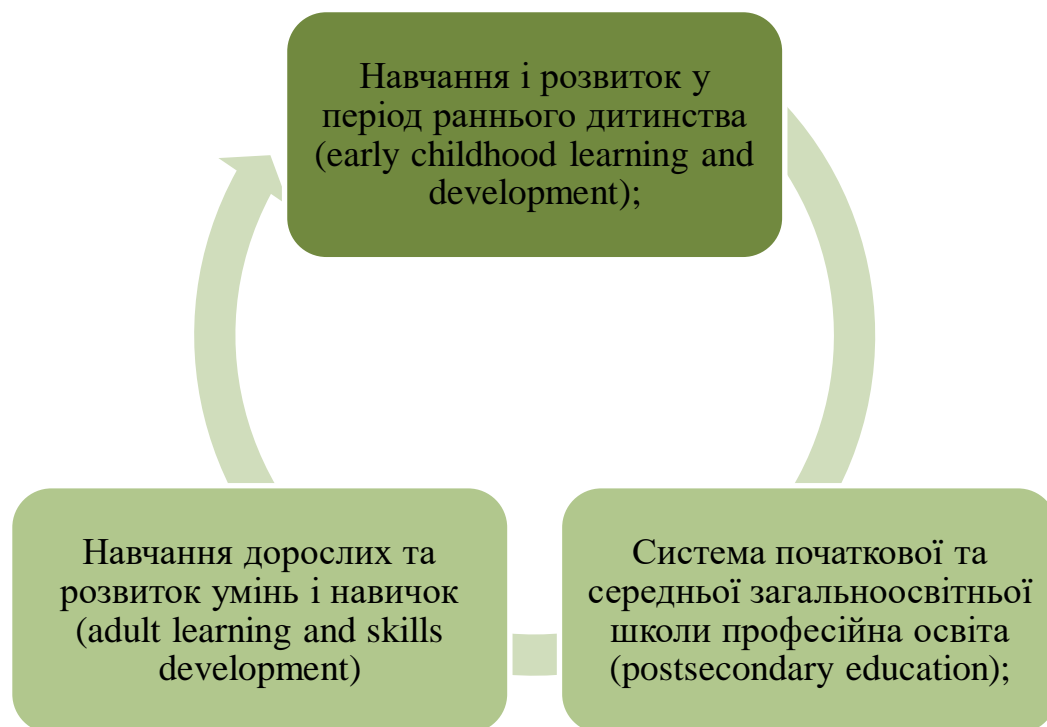 Навчання і розвиток у
період раннього дитинства
(early childhood learning and
development);
Навчання дорослих та
розвиток умінь і навичок
(adult learning and skills
development)
Система початкової та
середньої загальноосвітньої
школи професійна освіта
(postsecondary education);